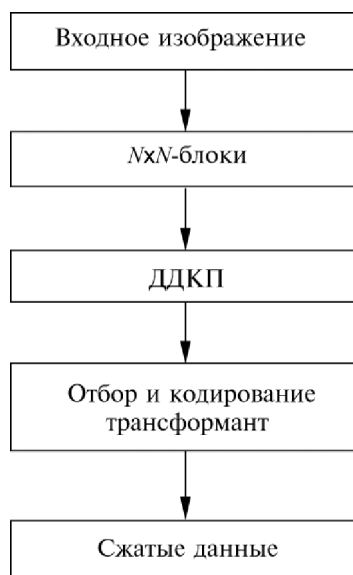 Входное изображение
NxN-блоки
ДДКП
Отбор и кодирование
трансформант
Сжатые данные